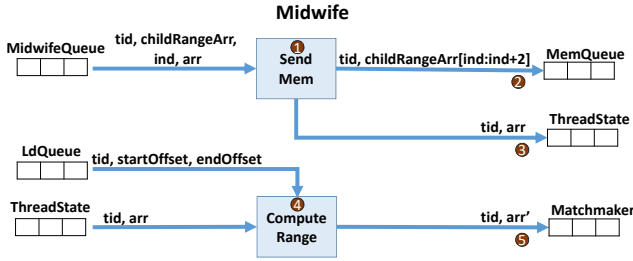 Midwife
MidwifeQueue
tid, childRangeArr,
ind, arr
1
Send
Mem
tid, childRangeArr[ind:ind+2]
2
MemQueue
tid, arr
3
ThreadState
LdQueue
tid, startOffset, endOffset
ThreadState
tid, arr
4
Compute
Range
tid, arr’
5
Matchmaker